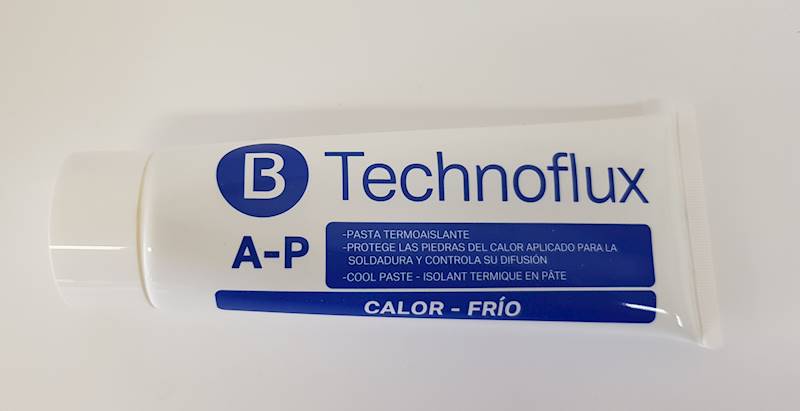 B Technoflux
A-P
-PASTA TERMOAISLANTE
-PROTEGE LAS PIEDRAS DEL CALOR APLICADO PARA LA
SOLDADURA Y CONTROLA SU DIFUSIÓN
-COOL PASTE - ISOLANT TERMIQUE EN PÂTE
CALOR - FRÍO